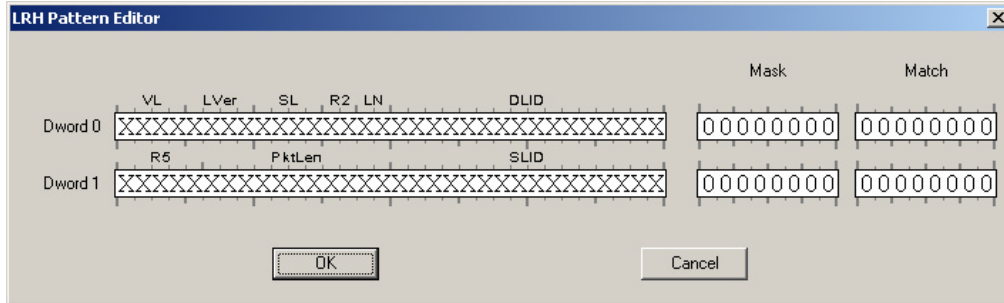 LRH Pattern Editor
Mask Match
VL LVer SL R2 LN DLID
Dword 0 XXXXXXXXXXXXXXXXXXXXXXXXXXXXXXXX 00000000 00000000
R5 PktLen SLID
Dword 1 XXXXXXXXXXXXXXXXXXXXXXXXXXXXXXXX 00000000 00000000
OK Cancel